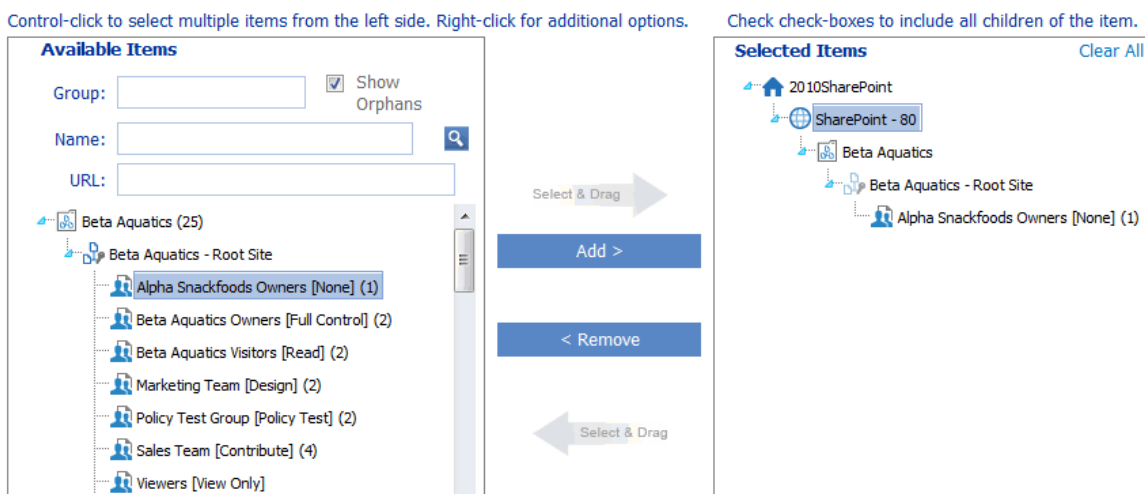 Control-click to select multiple items from the left side. Right-click for additional options.
Check check-boxes to include all children of the item.
Available Items
Group:
Show
Orphans
Name:
URL:
Beta Aquatics (25)
Beta Aquatics - Root Site
Alpha Snackfoods Owners [None] (1)
Beta Aquatics Owners [Full Control] (2)
Beta Aquatics Visitors [Read] (2)
Marketing Team [Design] (2)
Policy Test Group [Policy Test] (2)
Sales Team [Contribute] (4)
Viewers [View Only]
Select & Drag
Add >
< Remove
Select & Drag
Selected Items
Clear All
2010SharePoint
SharePoint - 80
Beta Aquatics
Beta Aquatics - Root Site
Alpha Snackfoods Owners [None] (1)